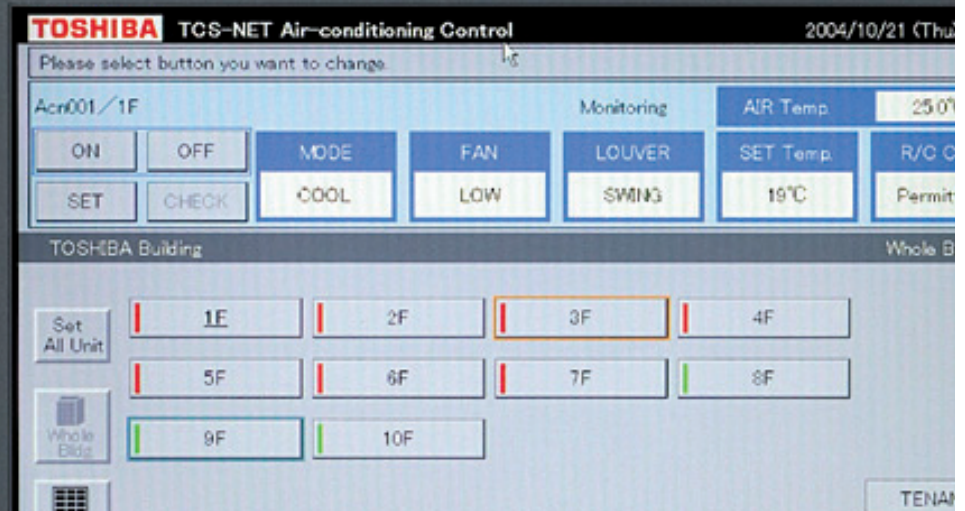 TOSHIBA TCS-NET Air-conditioning Control 2004/10/21 (Thu)
Please select button you want to change.
Acn001/1F Monitoring AIR Temp. 25.0℃
ON OFF MODE FAN LOUVER SET Temp. R/C C
SET CHECK COOL LOW SWING 19℃ Permit
TOSHIBA Building Whole B
Set
All Unit
1F 2F 3F 4F
5F 6F 7F 8F
Whole
Bldg.
9F 10F
TENAN